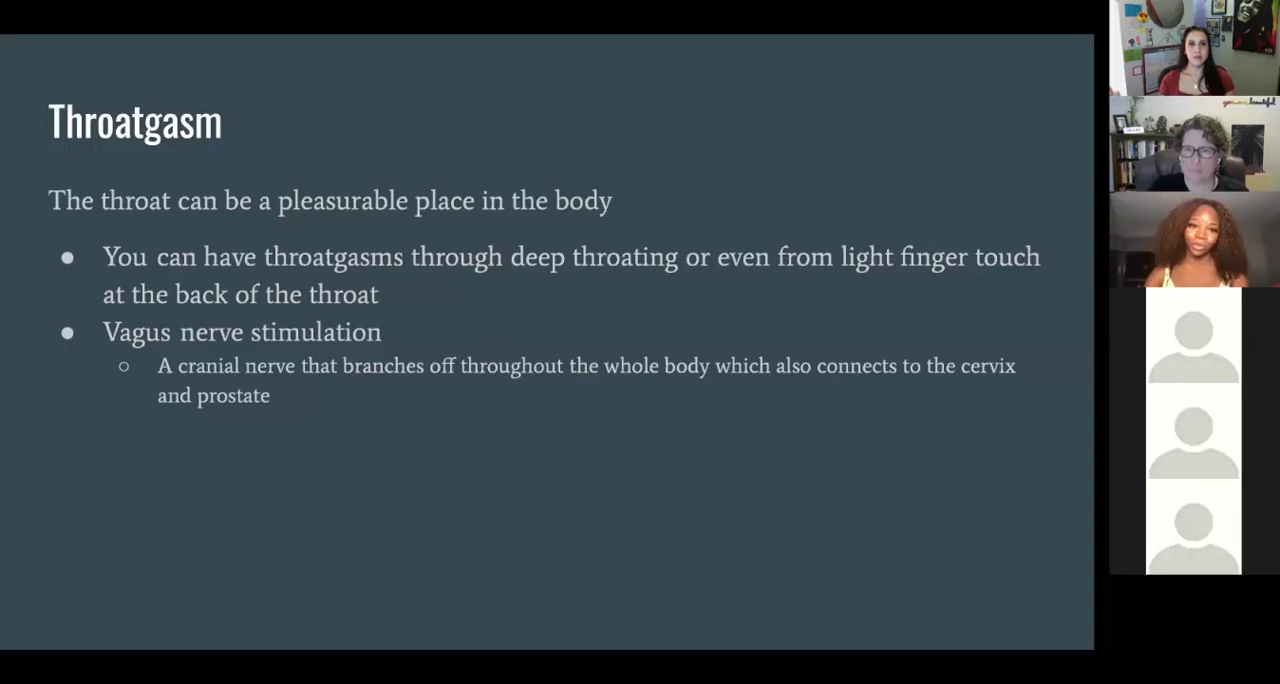 Throatgasm
The throat can be a pleasurable place in the body
● You can have throatgasms through deep throating or even from light finger touch
at the back of the throat
● Vagus nerve stimulation
○ A cranial nerve that branches off throughout the whole body which also connects to the cervix
and prostate